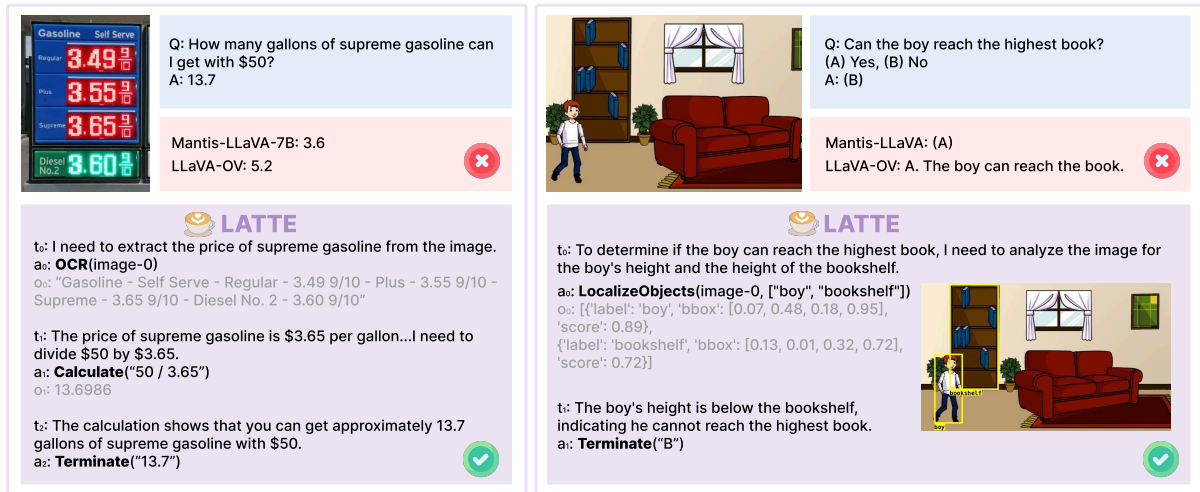 Gasoline Self Serve
Regular 3.49 9/10
Plus 3.55 9/10
Supreme 3.65 9/10
Diesel No.2 3.60 9/10
Q: How many gallons of supreme gasoline can
I get with $50?
A: 13.7
Mantis-LLaVA-7B: 3.6
LLaVA-OV: 5.2
LATTE
t₀: I need to extract the price of supreme gasoline from the image.
a₀: OCR(image-0)
o₀: “Gasoline - Self Serve - Regular - 3.49 9/10 - Plus - 3.55 9/10 -
Supreme - 3.65 9/10 - Diesel No. 2 - 3.60 9/10”
t₁: The price of supreme gasoline is $3.65 per gallon...I need to
divide $50 by $3.65.
a₁: Calculate(“50 / 3.65”)
o₁: 13.6986
t₂: The calculation shows that you can get approximately 13.7
gallons of supreme gasoline with $50.
a₂: Terminate(“13.7”)
Q: Can the boy reach the highest book?
(A) Yes, (B) No
A: (B)
Mantis-LLaVA: (A)
LLaVA-OV: A. The boy can reach the book.
LATTE
t₀: To determine if the boy can reach the highest book, I need to analyze the image for
the boy's height and the height of the bookshelf.
a₀: LocalizeObjects(image-0, ["boy", "bookshelf"])
o₀: [{'label': 'boy', 'bbox': [0.07, 0.48, 0.18, 0.95],
'score': 0.89},
{'label': 'bookshelf', 'bbox': [0.13, 0.01, 0.32, 0.72],
'score': 0.72}]
bookshelf
boy
t₁: The boy's height is below the bookshelf,
indicating he cannot reach the highest book.
a₁: Terminate(“B”)